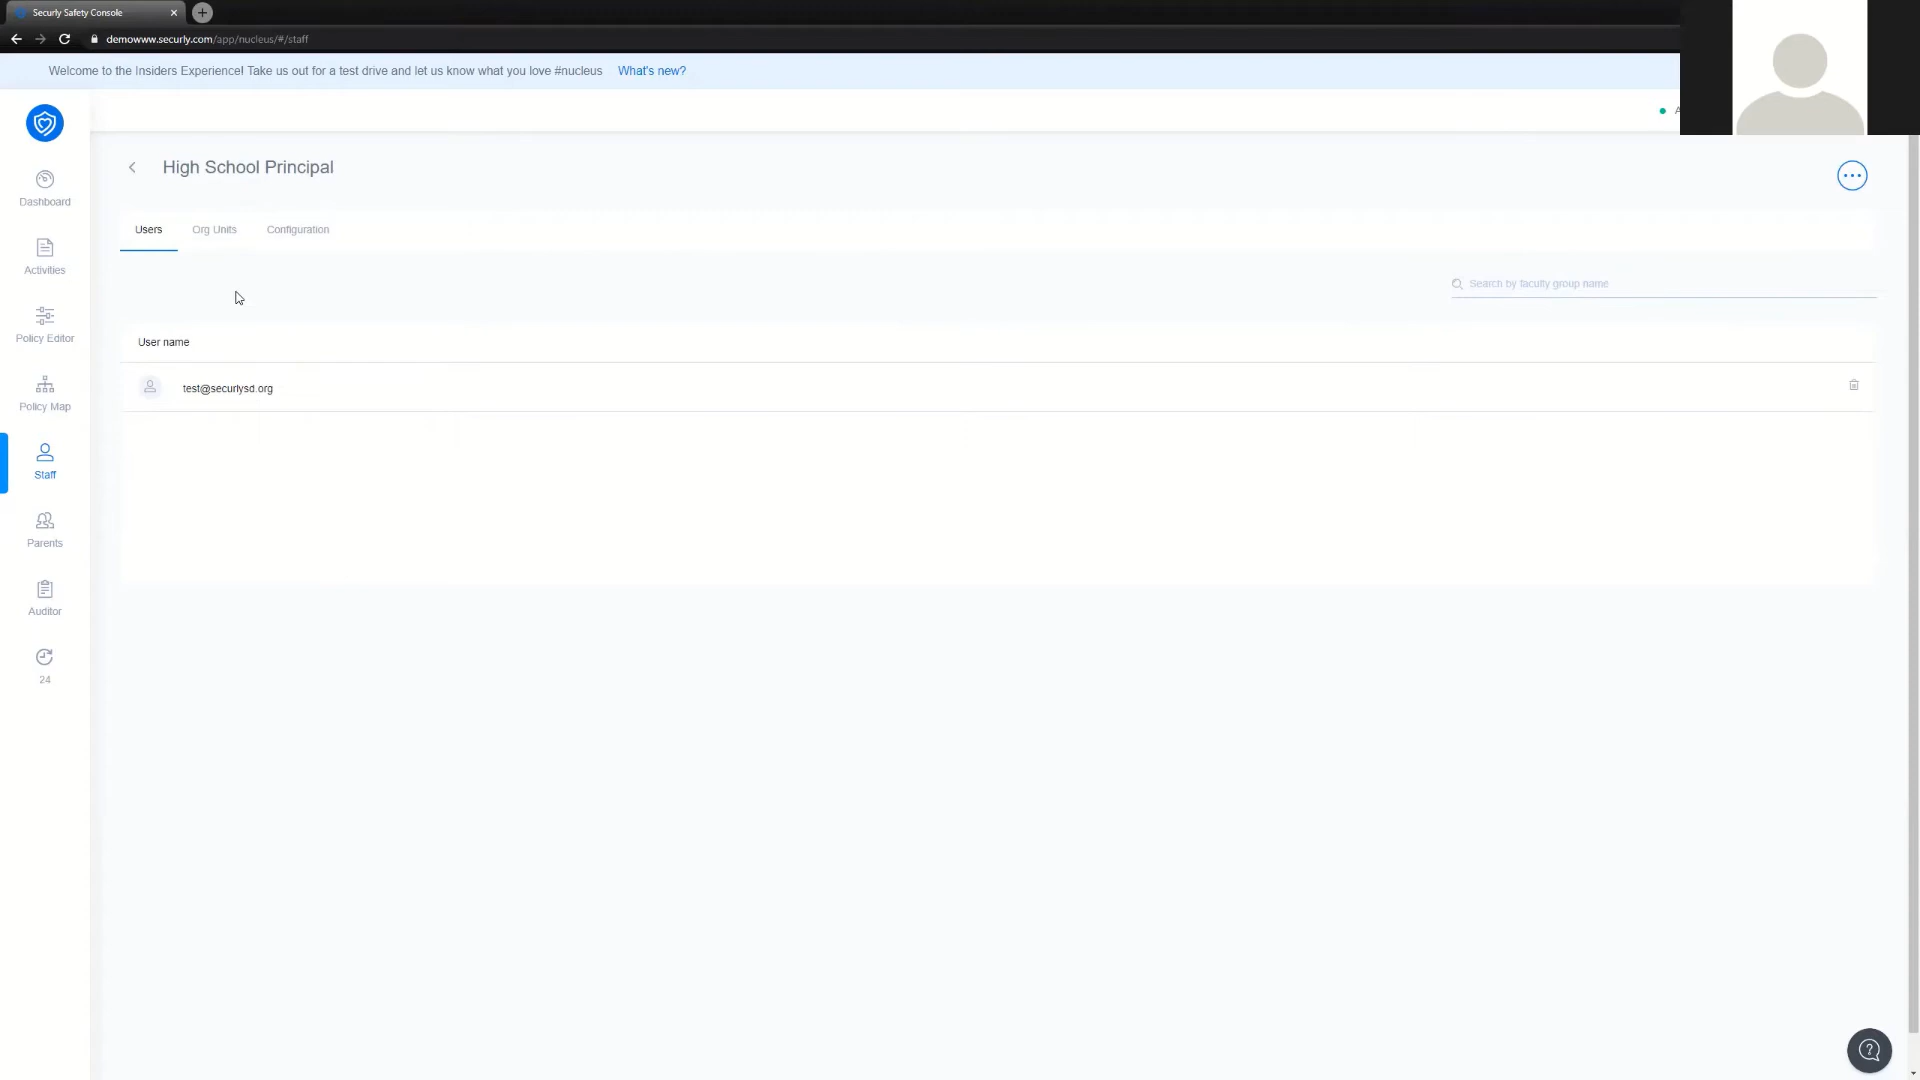 Securly Safety Console
demowww.securly.com/app/nucleus/#/staff
Welcome to the Insiders Experience! Take us out for a test drive and let us know what you love #nucleus What's new?
High School Principal
Dashboard
Users Org Units Configuration
Activities
Search by faculty group name
Policy Editor
User name
test@securlysd.org
Policy Map
Staff
Parents
Auditor
24